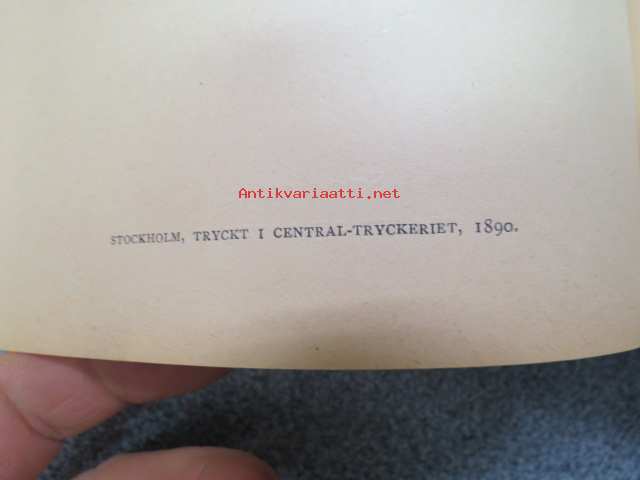 Antikvariaatti.net
STOCKHOLM, TRYCKT I CENTRAL-TRYCKERIET, 1890.